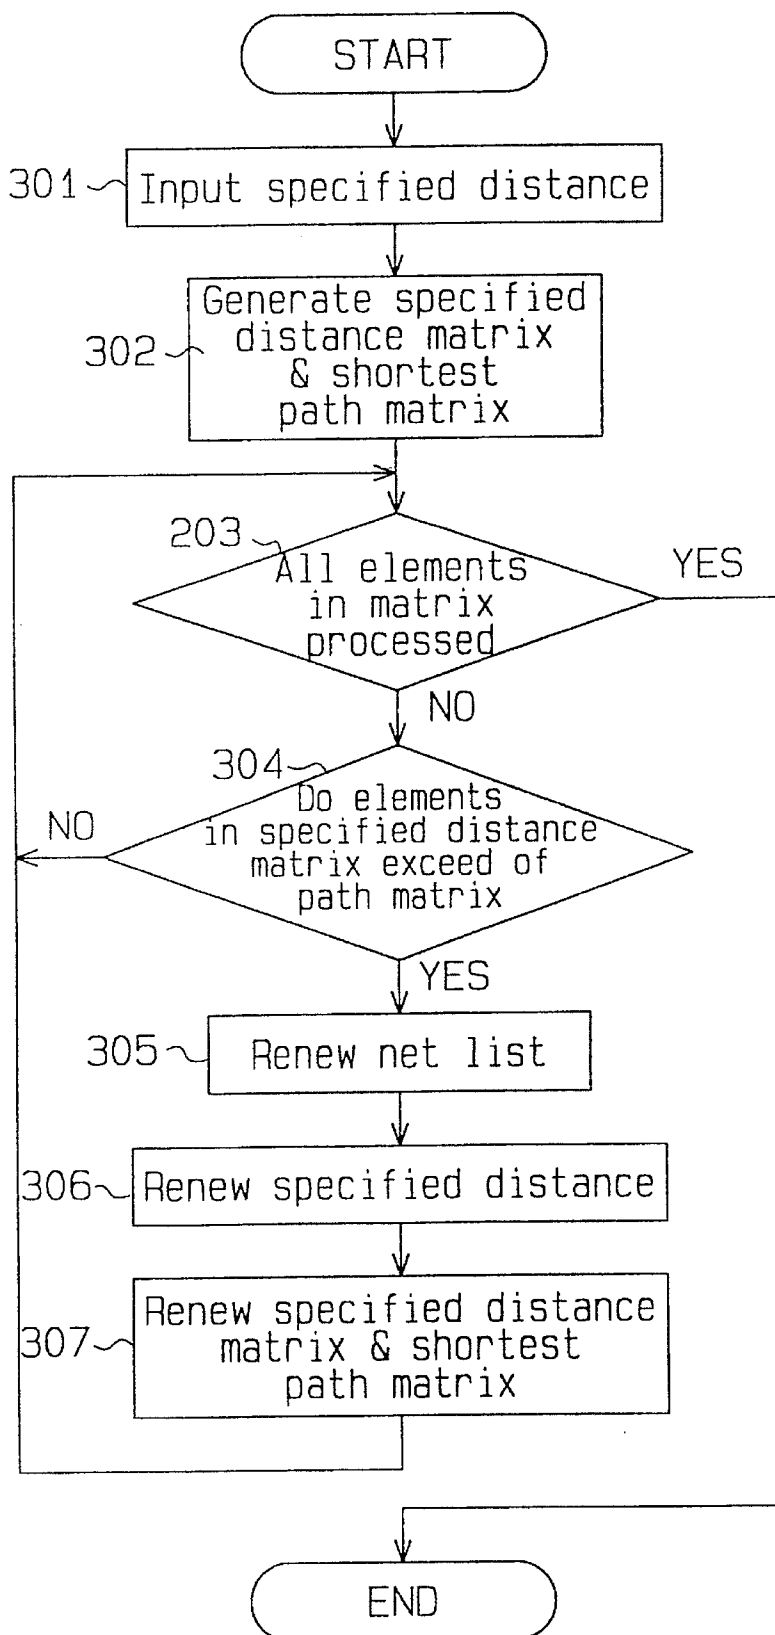 START
301
Input specified distance
302
Generate specified
distance matrix
& shortest
path matrix
203
All elements
in matrix
processed
YES
NO
304
Do elements
in specified distance
matrix exceed of
path matrix
NO
YES
305
Renew net list
306
Renew specified distance
307
Renew specified distance
matrix & shortest
path matrix
END